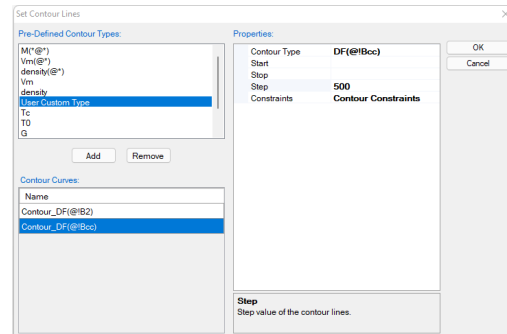 Set Contour Lines
Pre-Defined Contour Types:
M(*@*)
Vm(@*)
density(@*)
Vm
density
User Custom Type
Tc
T0
G
Add
Remove
Contour Curves:
Name
Contour_DF(@!B2)
Contour_DF(@!Bcc)
Properties:
Contour Type DF(@!Bcc)
Start
Stop
Step 500
Constraints Contour Constraints
Step
Step value of the contour lines.
OK
Cancel